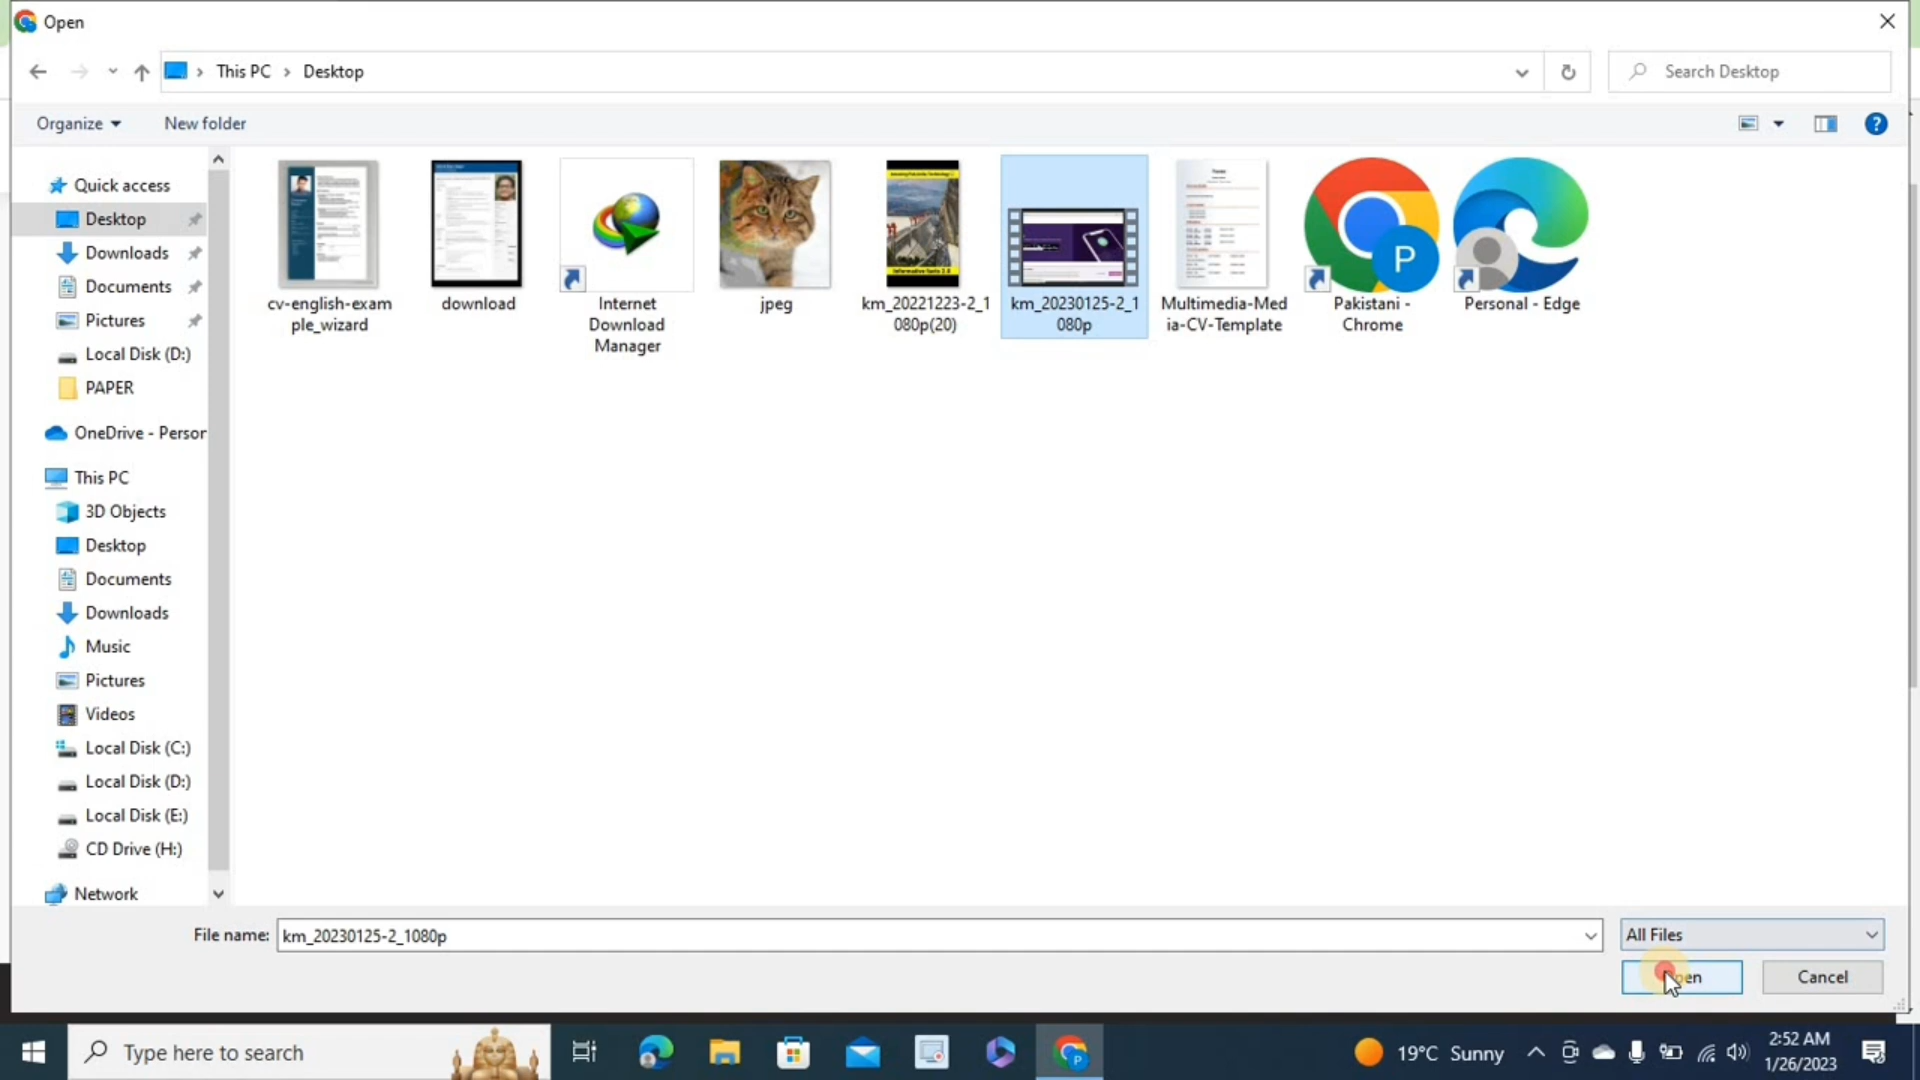 Open
This PC
Desktop
Search Desktop
Organize
New folder
Quick access
Desktop
Downloads
Documents
Pictures
Local Disk (D:)
PAPER
OneDrive - Person
This PC
3D Objects
Desktop
Documents
Downloads
Music
Pictures
Videos
Local Disk (C:)
Local Disk (D:)
Local Disk (E:)
CD Drive (H:)
Network
cv-english-exam
ple_wizard
download
Internet
Download
Manager
jpeg
km_20221223-2_1
080p(20)
km_20230125-2_1
080p
Multimedia-Med
ia-CV-Template
P
Pakistani -
Chrome
Personal - Edge
File name:
km_20230125-2_1080p
All Files
Cancel
Type here to search
19°C Sunny
2:52 AM
1/26/2023